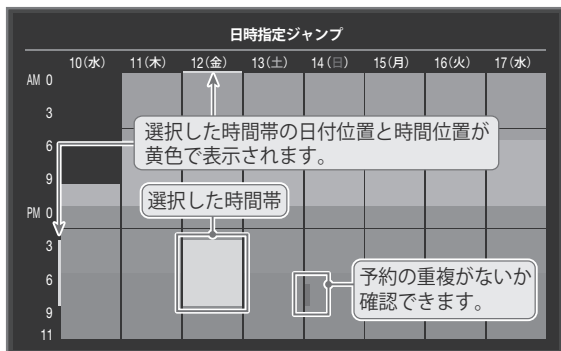 日時指定ジャンプ
10(水) 11(木) 12(金) 13(土) 14(日) 15(月) 16(火) 17(水)
AM 0
3
選択した時間帯の日付位置と時間位置が
6
黄色で表示されます。
9
選択した時間帯
PM 0
3
6
予約の重複がないか
確認できます。
9
11